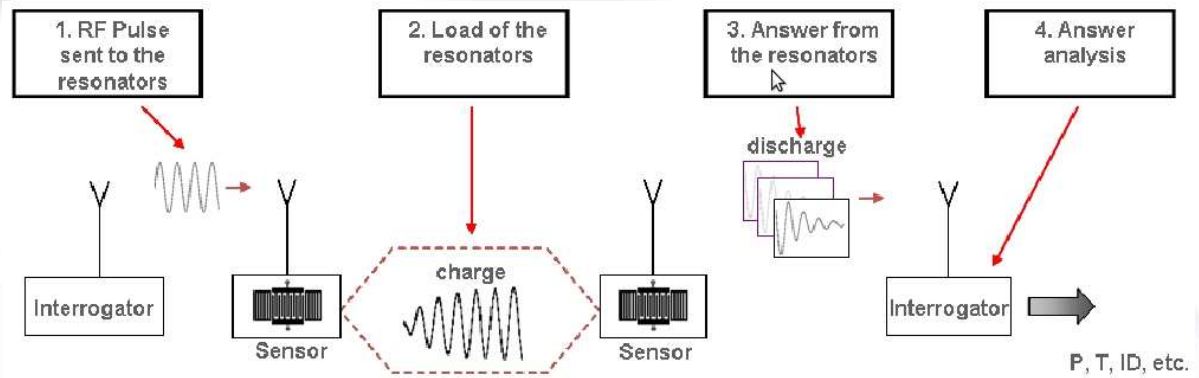 1. RF Pulse
sent to the
resonators
2. Load of the
resonators
3. Answer from
the resonators
4. Answer
analysis
discharge
charge
Interrogator
Sensor
Sensor
Interrogator
P, T, ID, etc.